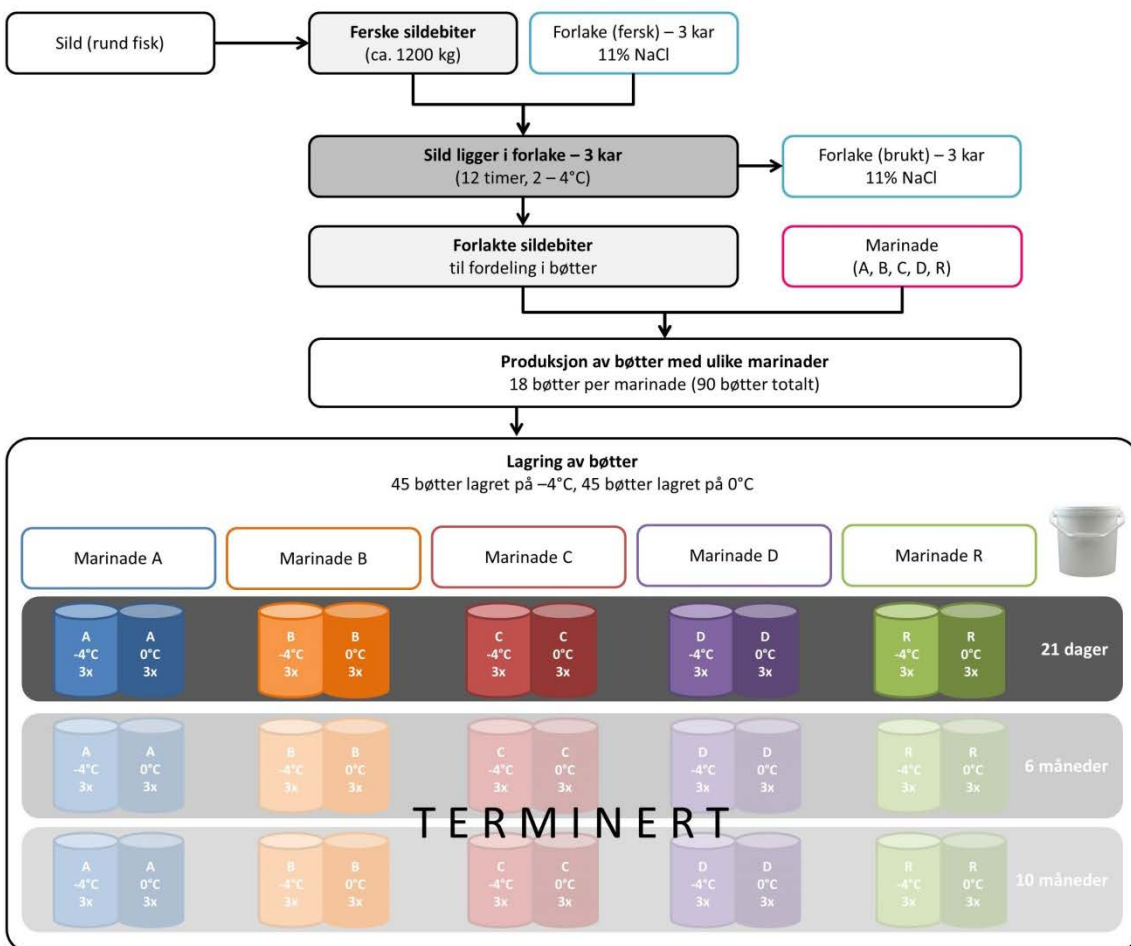 Sild (rund fisk)
Ferske sildebiter
(ca. 1200 kg)
Forlake (fersk) – 3 kar
11% NaCl
Sild ligger i forlake – 3 kar
(12 timer, 2 – 4°C)
Forlake (brukt) – 3 kar
11% NaCl
Forlakte sildebiter
til fordeling i bøtter
Marinade
(A, B, C, D, R)
Produksjon av bøtter med ulike marinader
18 bøtter per marinade (90 bøtter totalt)
Lagring av bøtter
45 bøtter lagret på –4°C, 45 bøtter lagret på 0°C
Marinade A
Marinade B
Marinade C
Marinade D
Marinade R
A A B B C C D D R R
-4°C 0°C -4°C 0°C -4°C 0°C -4°C 0°C -4°C 0°C
3x 3x 3x 3x 3x 3x 3x 3x 3x 3x
21 dager
A A B B C C D D R R
-4°C 0°C -4°C 0°C -4°C 0°C -4°C 0°C -4°C 0°C
3x 3x 3x 3x 3x 3x 3x 3x 3x 3x
6 måneder
TERMINERT
A A B B C C D D R R
-4°C 0°C -4°C 0°C -4°C 0°C -4°C 0°C -4°C 0°C
3x 3x 3x 3x 3x 3x 3x 3x 3x 3x
10 måneder